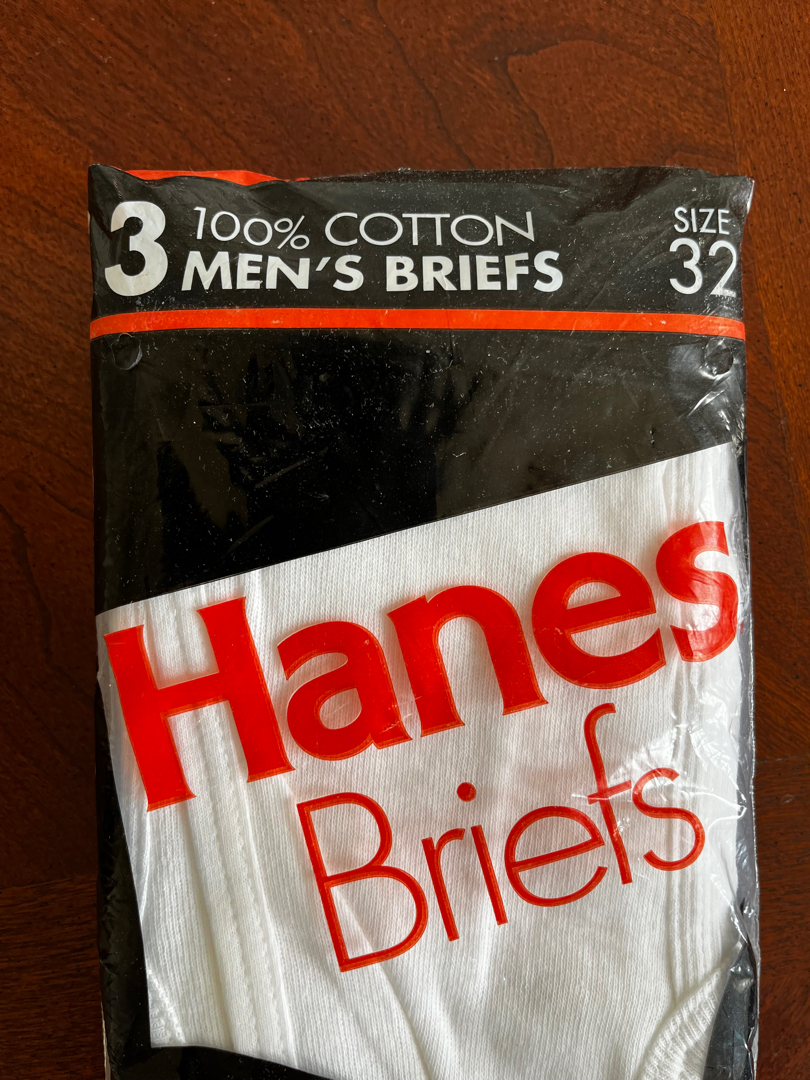 3
100% COTTON
MEN'S BRIEFS
SIZE
32
Hanes
Briefs